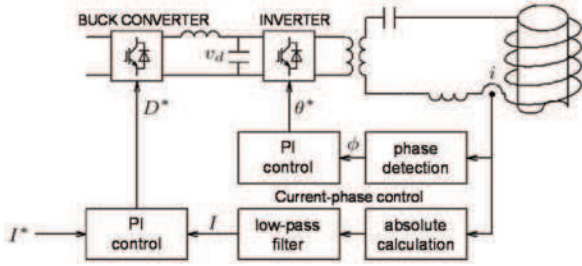 BUCK CONVERTER
INVERTER
v_d
i
D*
θ*
PI
control
ϕ
phase
detection
Current-phase control
I*
PI
control
I
low-pass
filter
absolute
calculation